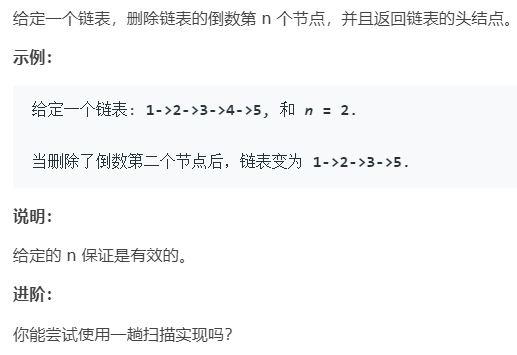 给定一个链表，删除链表的倒数第 n 个节点，并且返回链表的头结点。
示例：
给定一个链表: 1->2->3->4->5, 和 n = 2.
当删除了倒数第二个节点后，链表变为 1->2->3->5.
说明：
给定的 n 保证是有效的。
进阶：
你能尝试使用一趟扫描实现吗？